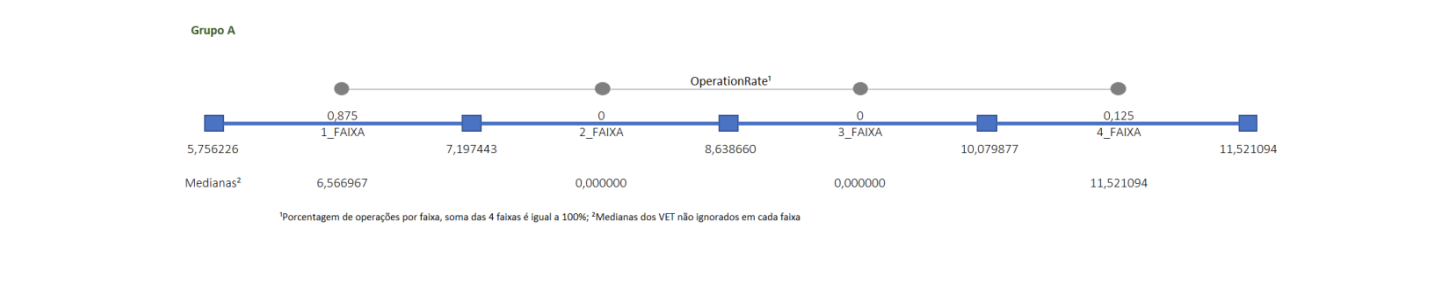 Grupo A
OperationRate¹
0,875 0 0 0,125
1_FAIXA 2_FAIXA 3_FAIXA 4_FAIXA
5,756226 7,197443 8,638660 10,079877 11,521094
Medianas² 6,566967 0,000000 0,000000 11,521094
¹Porcentagem de operações por faixa, soma das 4 faixas é igual a 100%; ²Medianas dos VET não ignorados em cada faixa